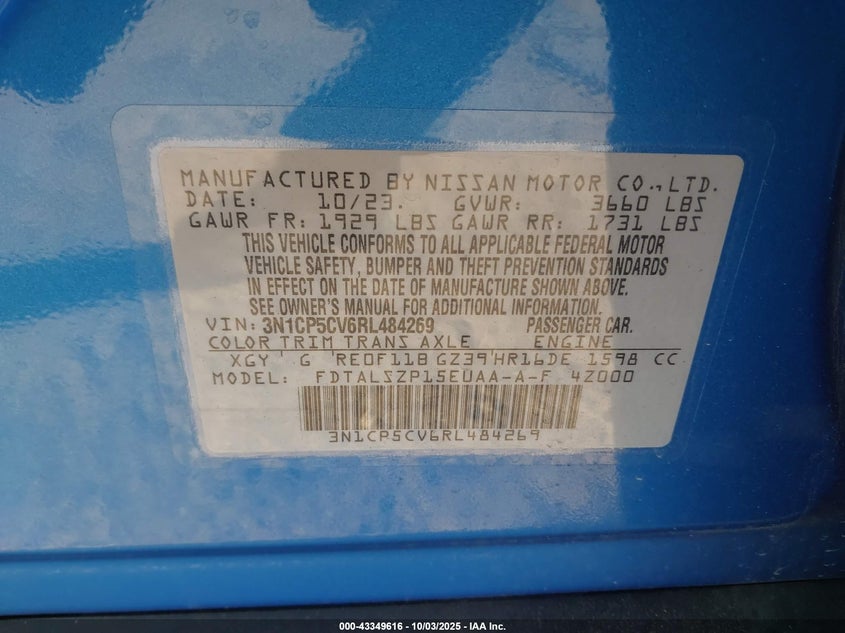 MANUFACTURED BY NISSAN MOTOR CO.,LTD.
DATE: 10/23. GVWR: 3660 LBS
GAWR FR: 1929 LBS GAWR RR: 1731 LBS
THIS VEHICLE CONFORMS TO ALL APPLICABLE FEDERAL MOTOR
VEHICLE SAFETY, BUMPER AND THEFT PREVENTION STANDARDS
IN EFFECT ON THE DATE OF MANUFACTURE SHOWN ABOVE.
SEE OWNER'S MANUAL FOR ADDITIONAL INFORMATION.
VIN: 3N1CP5CV6RL484269 PASSENGER CAR.
COLOR TRIM TRANS AXLE ENGINE
XGY ' G ' RE0F11B GZ39'HR16DE 1598 CC
MODEL: FDTALSZP15EUAA-A-F 4Z000
3N1CP5CV6RL484269
000-43349616 - 10/03/2025 - IAA Inc.